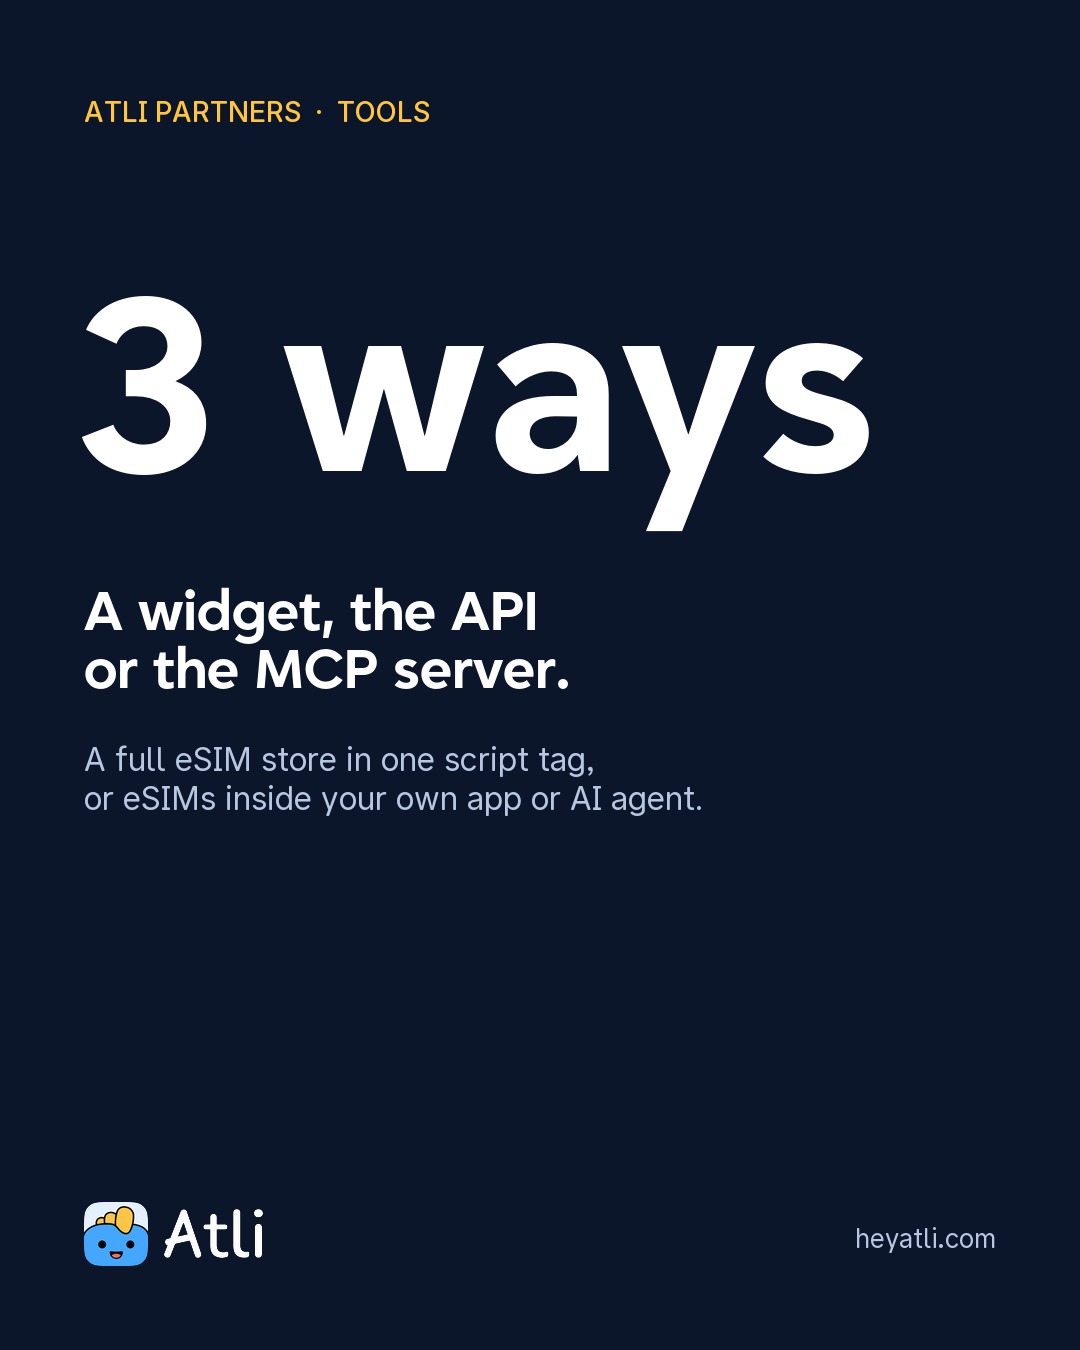 ATLI PARTNERS · TOOLS
3 ways
A widget, the API
or the MCP server.
A full eSIM store in one script tag,
or eSIMs inside your own app or AI agent.
Atli
heyatli.com